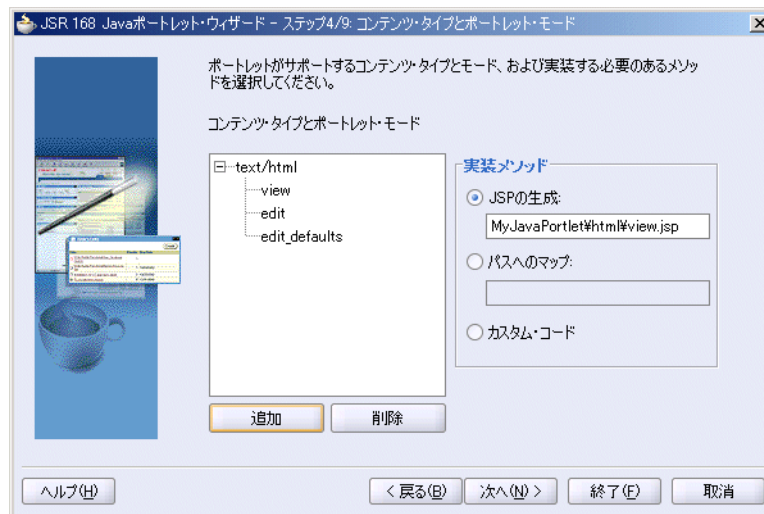 JSR 168 Javaポートレット・ウィザード - ステップ4/9: コンテンツ・タイプとポートレット・モード
ポートレットがサポートするコンテンツ・タイプとモード、および実装する必要のあるメソッ
ドを選択してください。
コンテンツ・タイプとポートレット・モード
text/html
view
edit
edit_defaults
実装メソッド
JSPの生成:
MyJavaPortlet¥html¥view.jsp
パスへのマップ:
カスタム・コード
追加
削除
ヘルプ(H)
< 戻る(B)
次へ(N) >
終了(F)
取消